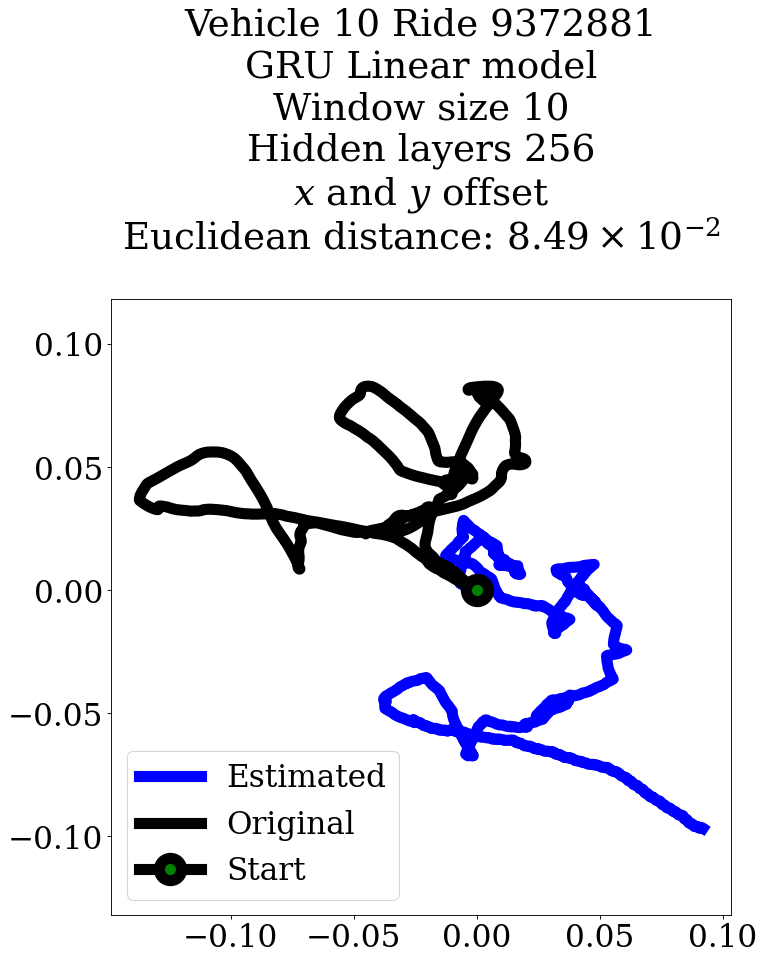 Vehicle 10 Ride 9372881
GRU Linear model
Window size 10
Hidden layers 256
x and y offset
Euclidean distance: 8.49 × 10⁻²
0.10
0.05
0.00
−0.05
−0.10
Estimated
Original
Start
−0.10 −0.05 0.00 0.05 0.10